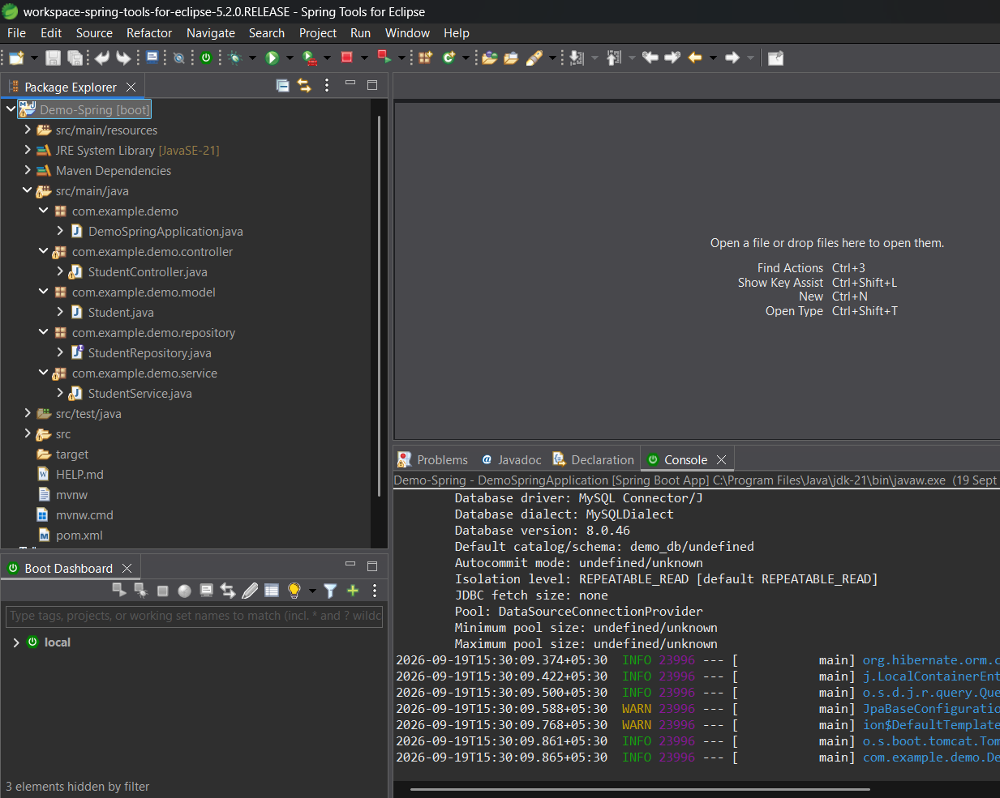 workspace-spring-tools-for-eclipse-5.2.0.RELEASE - Spring Tools for Eclipse
File Edit Source Refactor Navigate Search Project Run Window Help
Package Explorer
Demo-Spring [boot]
src/main/resources
JRE System Library [JavaSE-21]
Maven Dependencies
src/main/java
com.example.demo
DemoSpringApplication.java
com.example.demo.controller
StudentController.java
com.example.demo.model
Student.java
com.example.demo.repository
StudentRepository.java
com.example.demo.service
StudentService.java
src/test/java
src
target
HELP.md
mvnw
mvnw.cmd
pom.xml
Boot Dashboard
Type tags, projects, or working set names to match (incl. * and ? wildc
local
3 elements hidden by filter
Open a file or drop files here to open them.
Find Actions Ctrl+3
Show Key Assist Ctrl+Shift+L
New Ctrl+N
Open Type Ctrl+Shift+T
Problems Javadoc Declaration Console
Demo-Spring - DemoSpringApplication [Spring Boot App] C:\Program Files\Java\jdk-21\bin\javaw.exe (19 Sept
Database driver: MySQL Connector/J
Database dialect: MySQLDialect
Database version: 8.0.46
Default catalog/schema: demo_db/undefined
Autocommit mode: undefined/unknown
Isolation level: REPEATABLE_READ [default REPEATABLE_READ]
JDBC fetch size: none
Pool: DataSourceConnectionProvider
Minimum pool size: undefined/unknown
Maximum pool size: undefined/unknown
2026-09-19T15:30:09.374+05:30 INFO 23996 --- [ main] org.hibernate.orm.c
2026-09-19T15:30:09.422+05:30 INFO 23996 --- [ main] j.LocalContainerEnt
2026-09-19T15:30:09.500+05:30 INFO 23996 --- [ main] o.s.d.j.r.query.Que
2026-09-19T15:30:09.588+05:30 WARN 23996 --- [ main] JpaBaseConfiguratio
2026-09-19T15:30:09.768+05:30 WARN 23996 --- [ main] ion$DefaultTemplate
2026-09-19T15:30:09.861+05:30 INFO 23996 --- [ main] o.s.boot.tomcat.Tom
2026-09-19T15:30:09.865+05:30 INFO 23996 --- [ main] com.example.demo.De